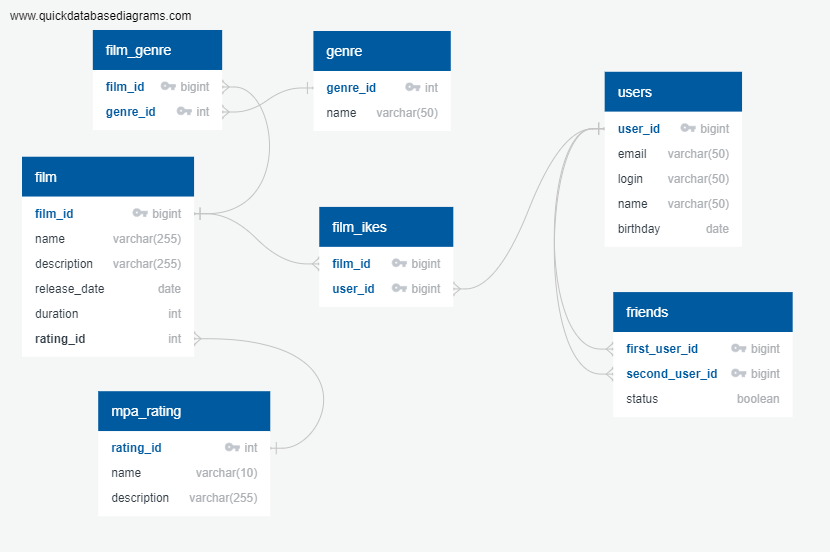 www.quickdatabasediagrams.com
film_genre
film_id bigint
genre_id int
genre
genre_id int
name varchar(50)
users
user_id bigint
email varchar(50)
login varchar(50)
name varchar(50)
birthday date
film
film_id bigint
name varchar(255)
description varchar(255)
release_date date
duration int
rating_id int
film_ikes
film_id bigint
user_id bigint
friends
first_user_id bigint
second_user_id bigint
status boolean
mpa_rating
rating_id int
name varchar(10)
description varchar(255)